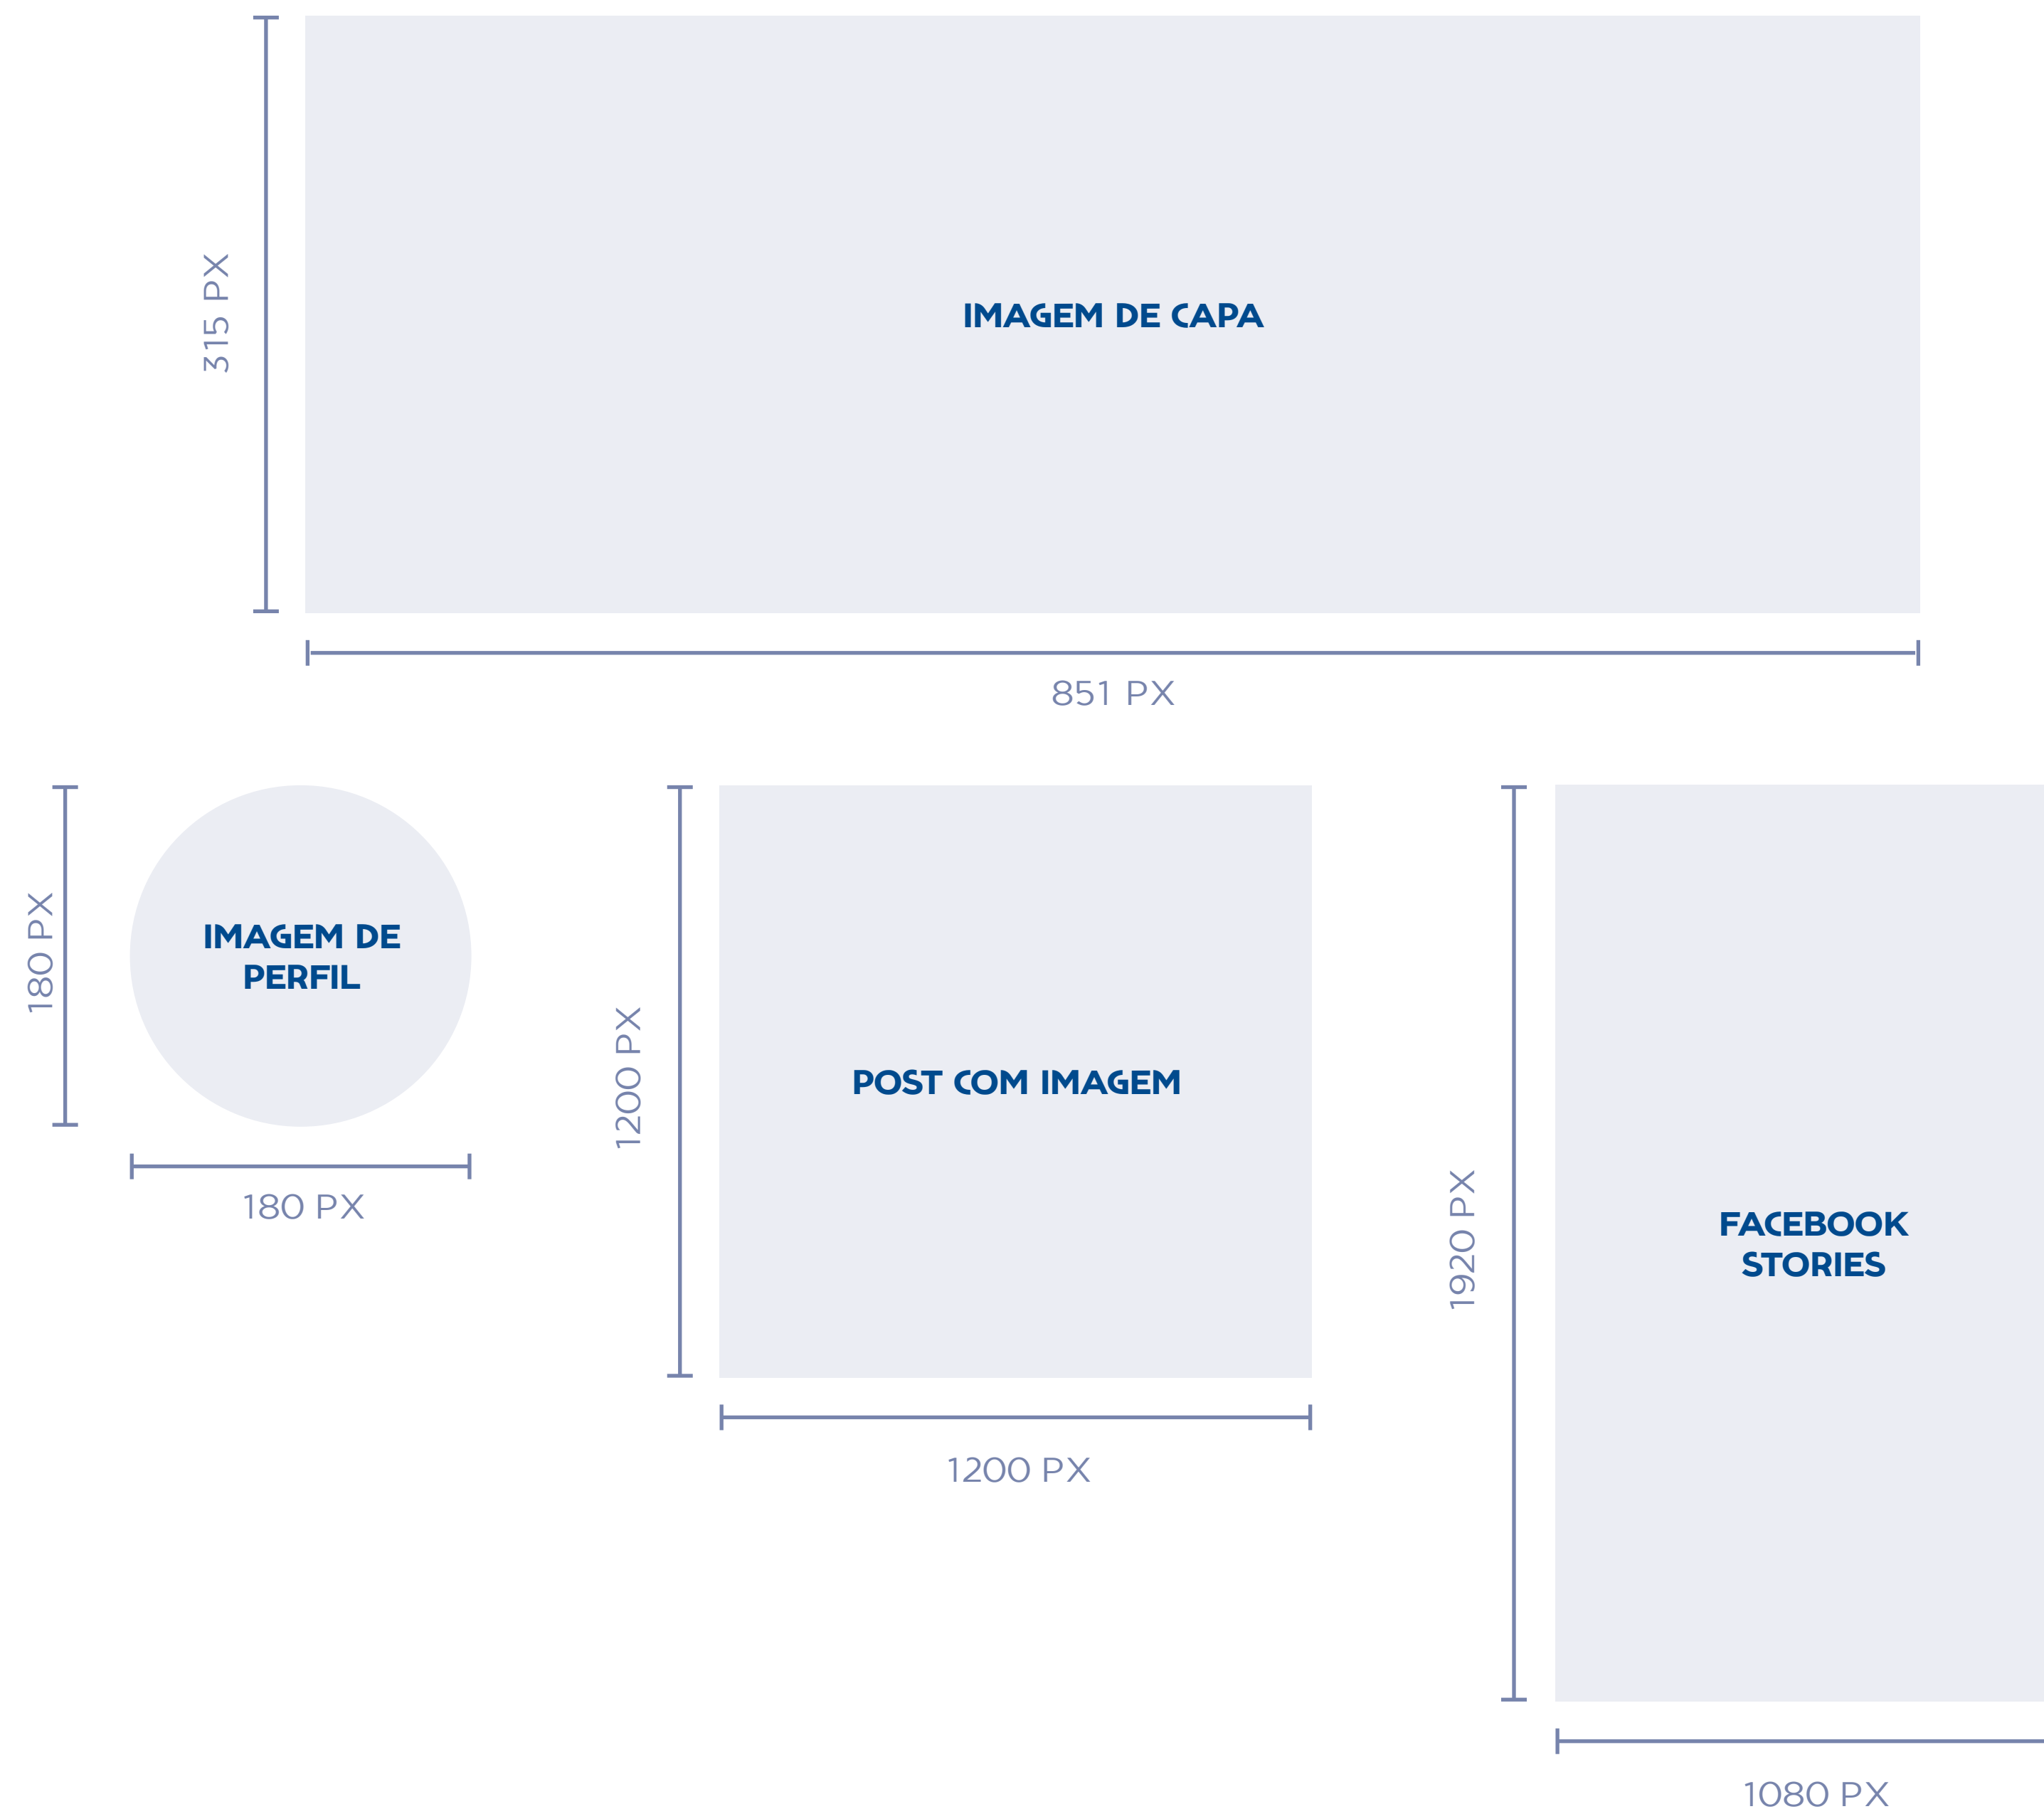 315 PX
IMAGEM DE CAPA
851 PX
180 PX
IMAGEM DE
PERFIL
180 PX
1200 PX
POST COM IMAGEM
1200 PX
1920 PX
FACEBOOK
STORIES
1080 PX